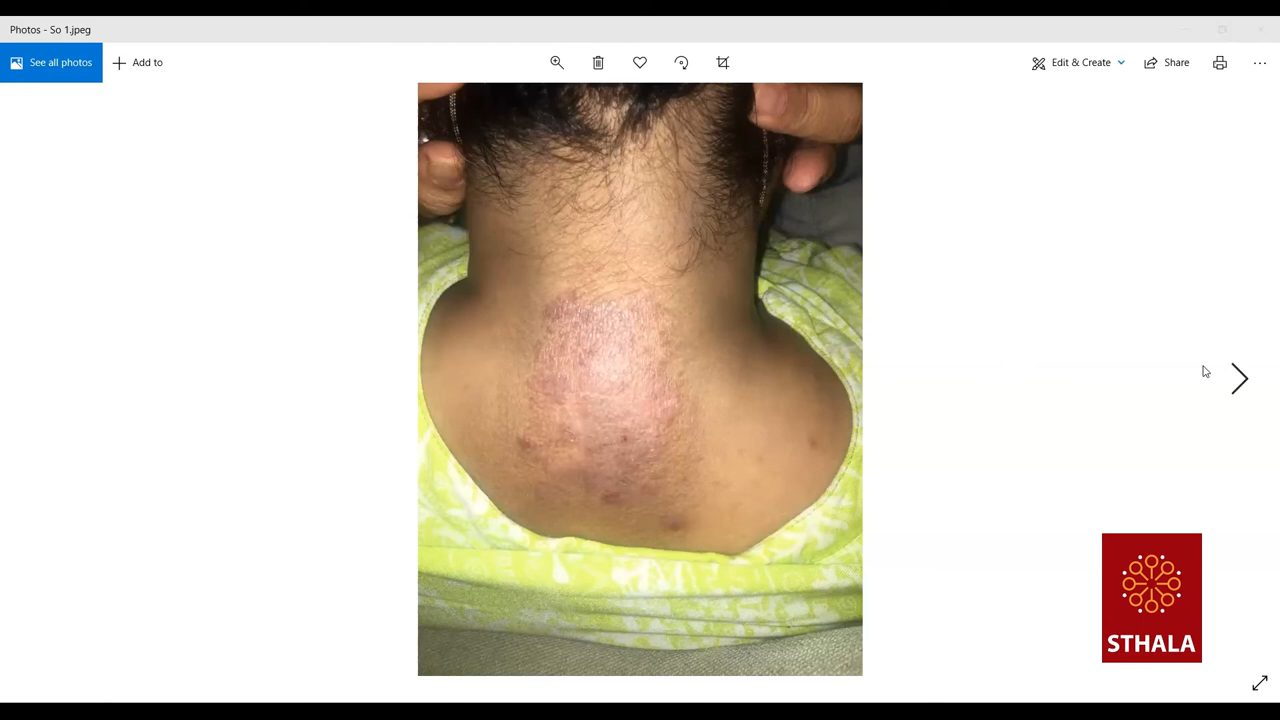 Photos - So 1.jpeg
See all photos
Add to
Edit & Create
Share
STHALA